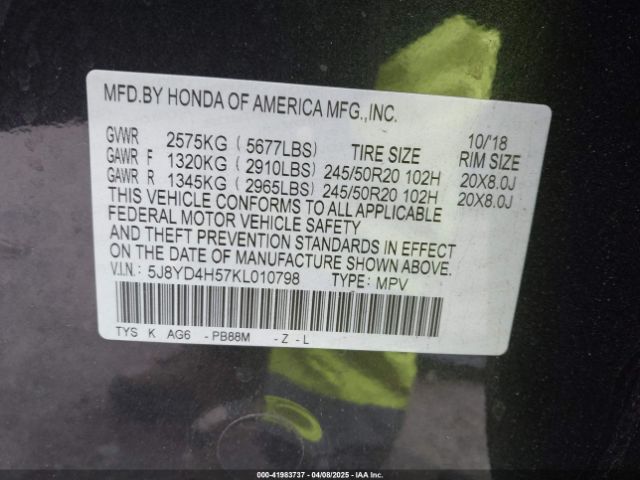 MFD.BY HONDA OF AMERICA MFG.,INC.
10/'18
GVWR 2575KG ( 5677LBS) TIRE SIZE RIM SIZE
GAWR F 1320KG ( 2910LBS) 245/50R20 102H 20X8.0J
GAWR R 1345KG ( 2965LBS) 245/50R20 102H 20X8.0J
THIS VEHICLE CONFORMS TO ALL APPLICABLE
FEDERAL MOTOR VEHICLE SAFETY
AND THEFT PREVENTION STANDARDS IN EFFECT
ON THE DATE OF MANUFACTURE SHOWN ABOVE.
V.I.N.: 5J8YD4H57KL010798 TYPE: MPV
TYS K AG6 -PB88M -Z -L
000-41983737 - 04/08/2025 - IAA Inc.